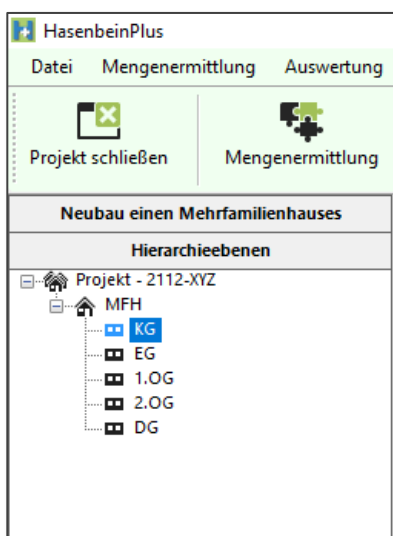 HasenbeinPlus
Datei Mengenermittlung Auswertung
Projekt schließen Mengenermittlung
Neubau einen Mehrfamilienhauses
Hierarchieebenen
Projekt - 2112-XYZ
MFH
KG
EG
1.OG
2.OG
DG